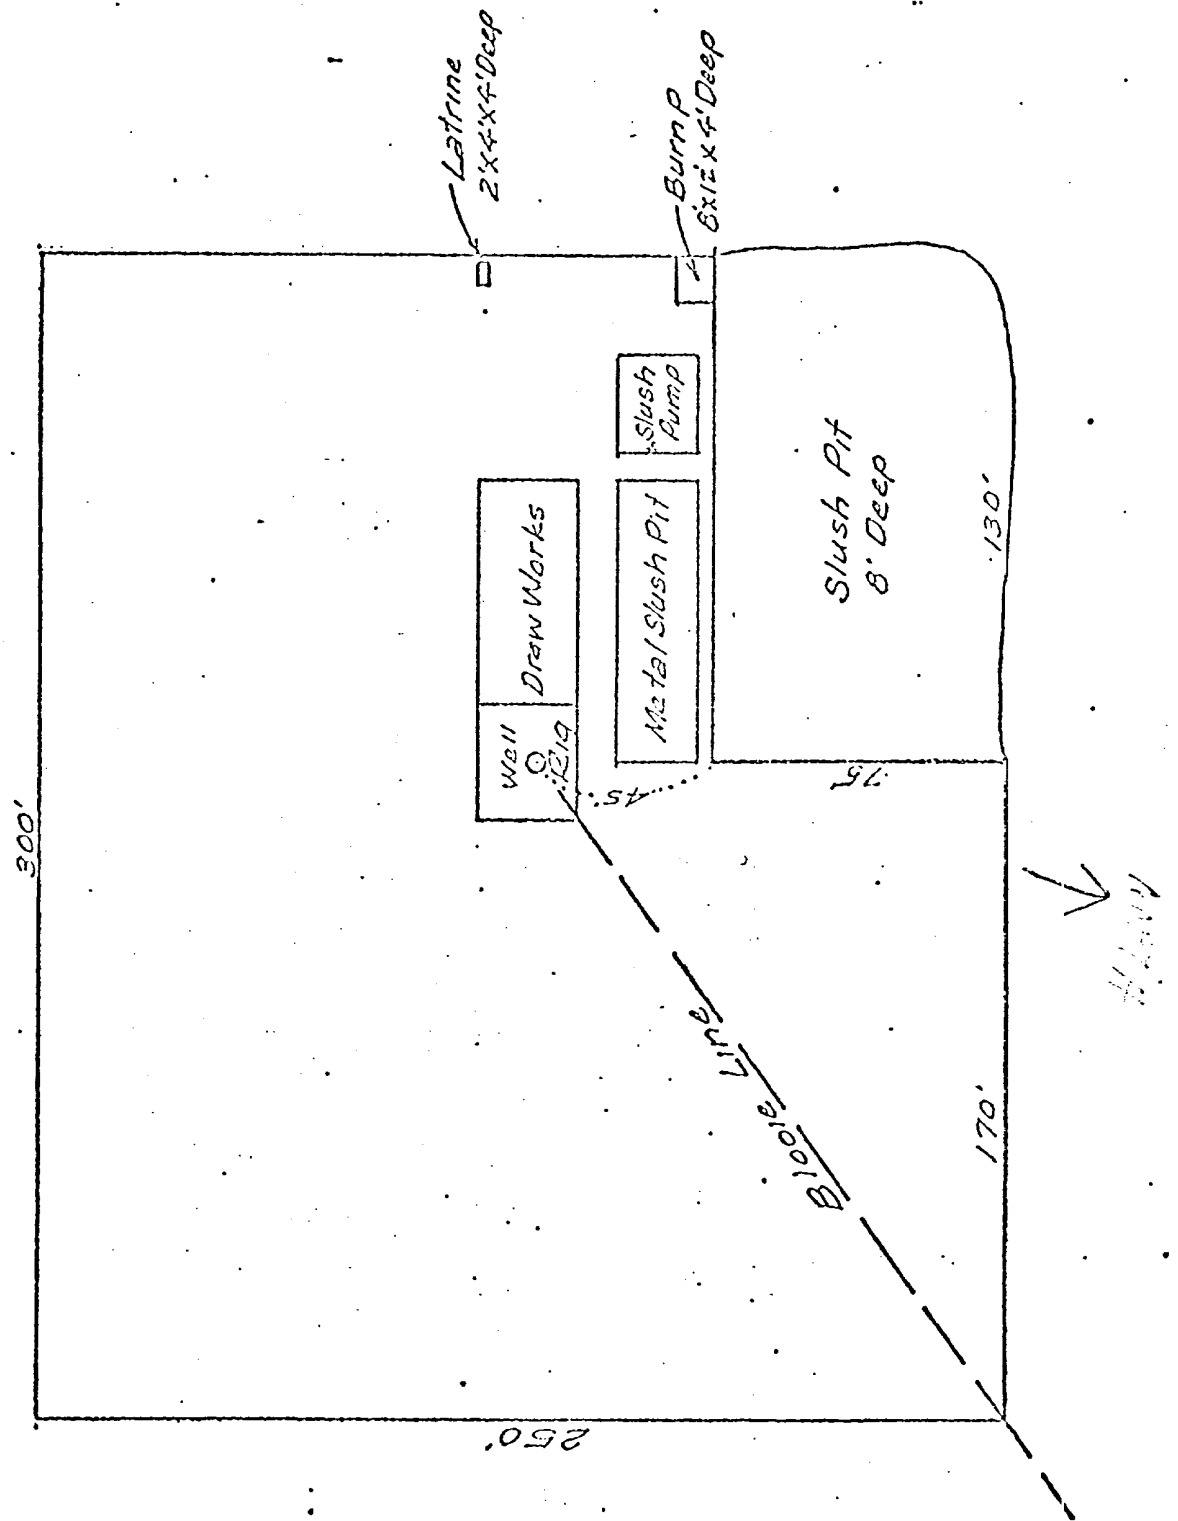 300'
Latrine
2'x4'x4' Deep
Burn P
Deep
Well
Rig
Draw Works
Slush
Pump
Metal Slush Pit
45'
Slush Pit
8' Deep
75'
130'
170'
Blooie Line
250'